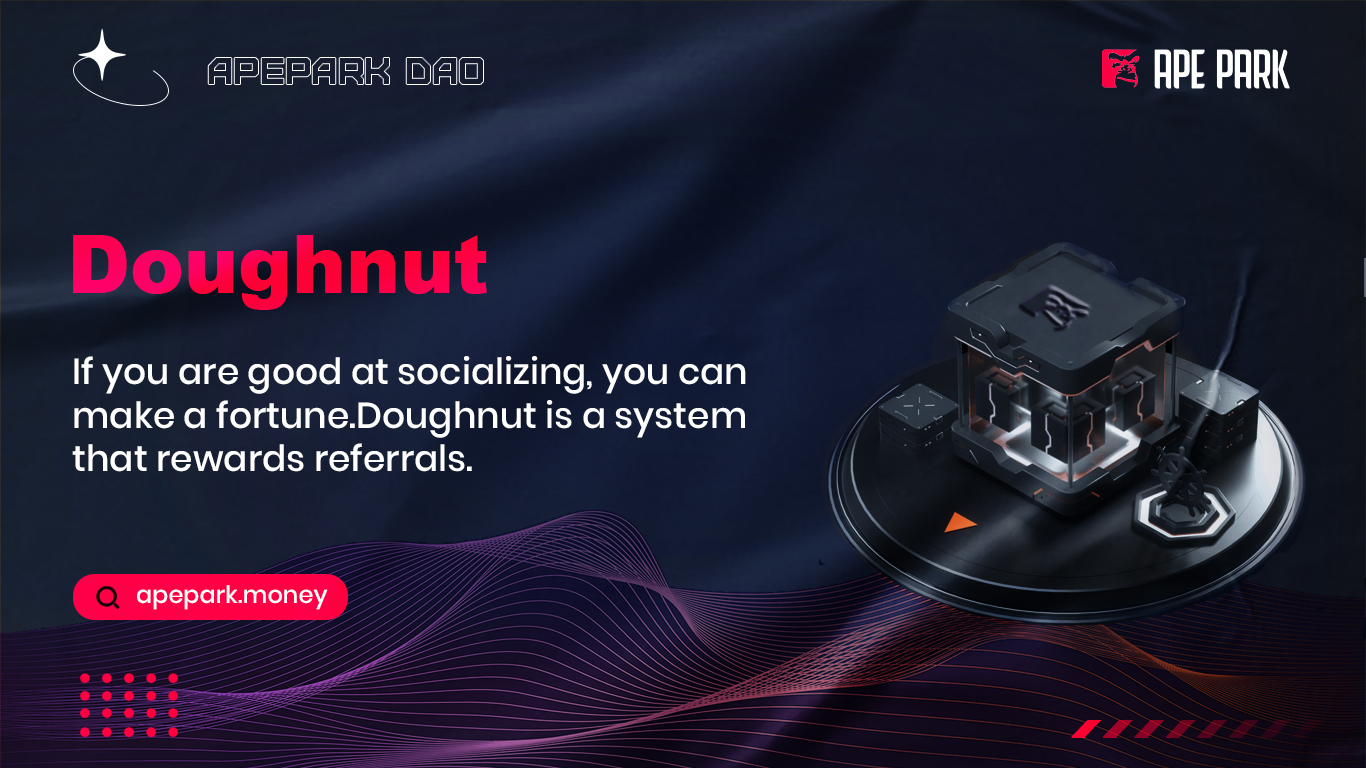 APEPARK DAO
APE PARK
Doughnut
If you are good at socializing, you can
make a fortune.Doughnut is a system
that rewards referrals.
apepark.money